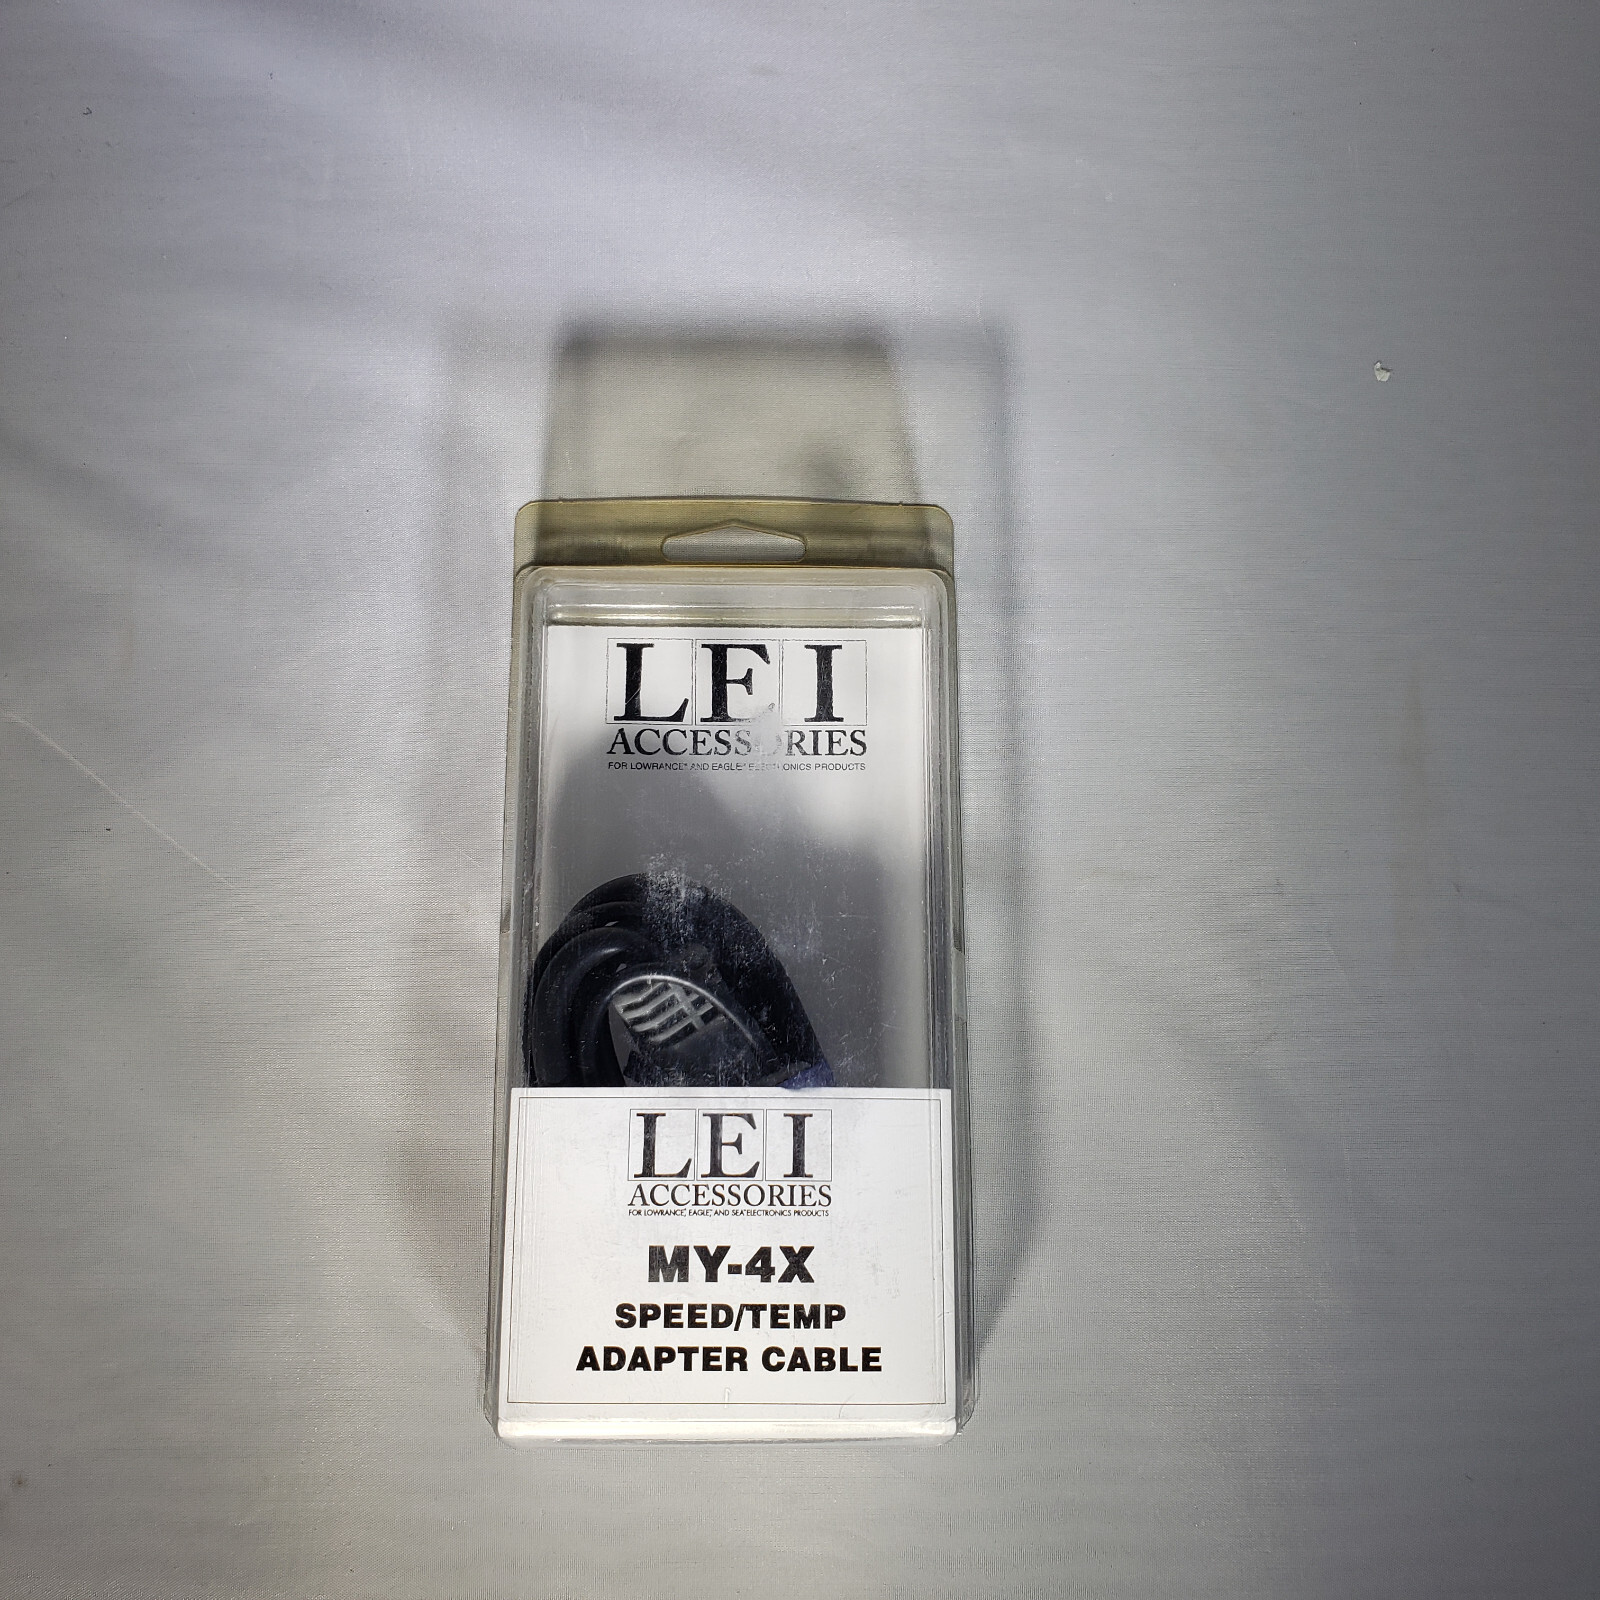 LEI
ACCESSORIES
FOR LOWRANCE® AND EAGLE® ELECTRONICS PRODUCTS
LEI
ACCESSORIES
FOR LOWRANCE®, EAGLE®, AND SEA® ELECTRONICS PRODUCTS
MY-4X
SPEED/TEMP
ADAPTER CABLE